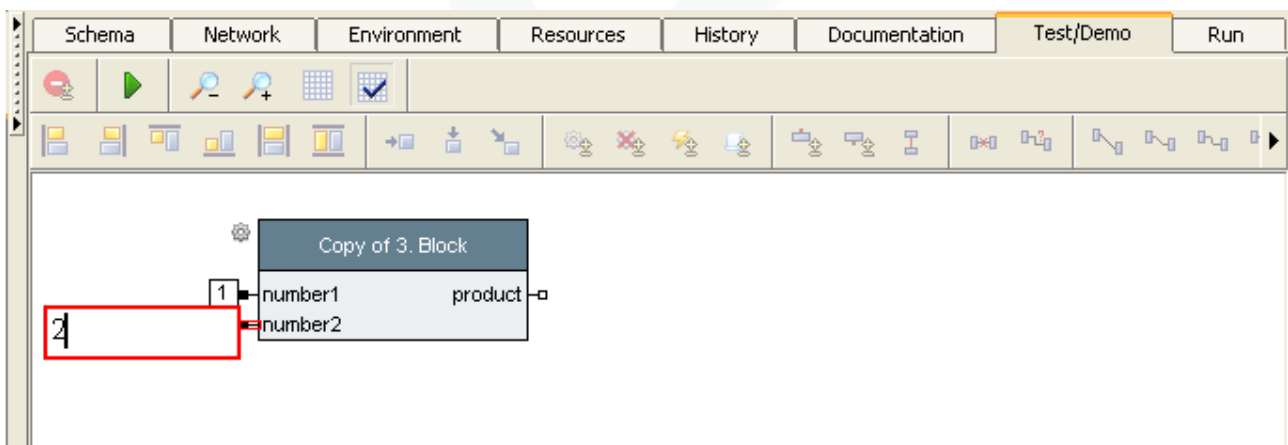 Schema Network Environment Resources History Documentation Test/Demo Run
Copy of 3. Block
1 number1 product
2 number2